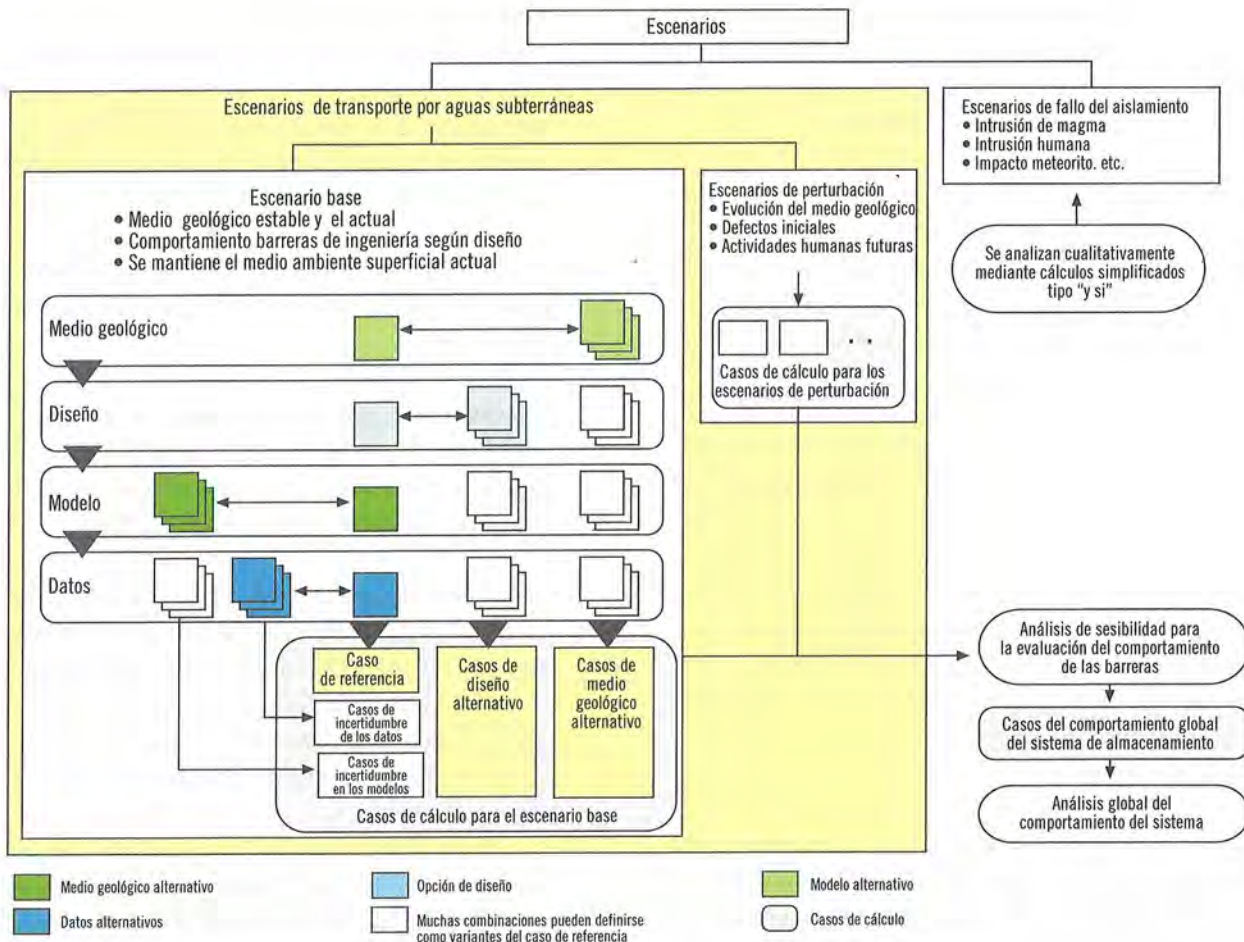 Escenarios
Escenarios de transporte por aguas subterráneas
Escenarios de fallo del aislamiento
• Intrusión de magma
• Intrusión humana
• Impacto meteorito. etc.
Se analizan cualitativamente
mediante cálculos simplificados
tipo "y si"
Escenario base
• Medio geológico estable y el actual
• Comportamiento barreras de ingeniería según diseño
• Se mantiene el medio ambiente superficial actual
Escenarios de perturbación
• Evolución del medio geológico
• Defectos iniciales
• Actividades humanas futuras
Casos de cálculo para los
escenarios de perturbación
Medio geológico
Diseño
Modelo
Datos
Caso
de referencia
Casos de
incertidumbre
de los datos
Casos de
incertidumbre
en los modelos
Casos de
diseño
alternativo
Casos de
medio
geológico
alternativo
Casos de cálculo para el escenario base
Análisis de sesibilidad para
la evaluación del comportamiento
de las barreras
Casos del comportamiento global
del sistema de almacenamiento
Análisis global del
comportamiento del sistema
Medio geológico alternativo
Datos alternativos
Opción de diseño
Muchas combinaciones pueden definirse
como variantes del caso de referencia
Modelo alternativo
Casos de cálculo